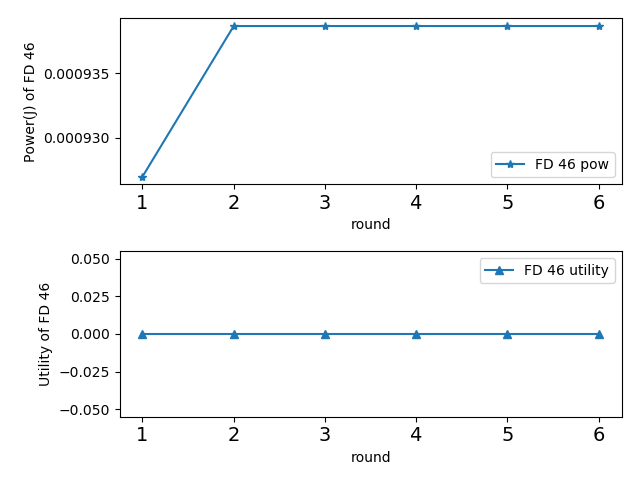 Power(J) of FD 46
0.000935
0.000930
FD 46 pow
1 2 3 4 5 6
round
Utility of FD 46
0.050
0.025
0.000
−0.025
−0.050
FD 46 utility
1 2 3 4 5 6
round